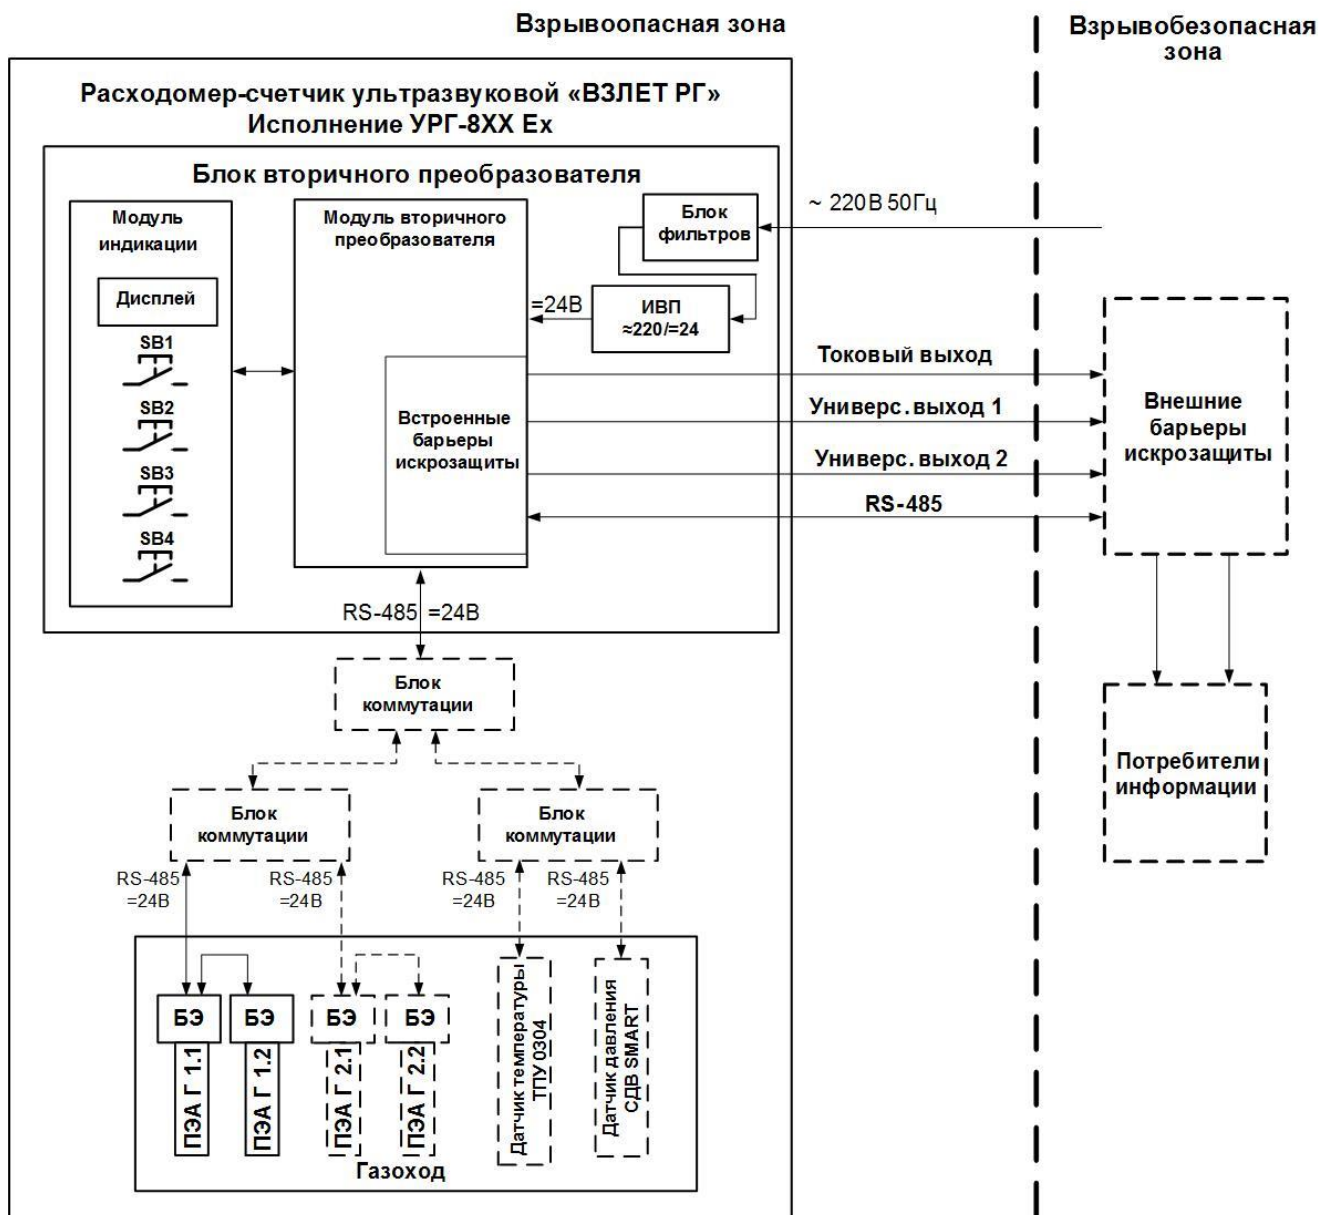 Взрывоопасная зона
Взрывобезопасная
зона
Расходомер-счетчик ультразвуковой «ВЗЛЕТ РГ»
Исполнение УРГ-8ХХ Ех
Блок вторичного преобразователя
Модуль
индикации
Дисплей
SB1
SB2
SB3
SB4
Модуль вторичного
преобразователя
Встроенные
барьеры
искрозащиты
Блок
фильтров
~ 220В 50Гц
=24В
ИВП
≈220/=24
Токовый выход
Универс. выход 1
Универс. выход 2
RS-485
Внешние
барьеры
искрозащиты
Потребители
информации
RS-485 =24В
Блок
коммутации
Блок
коммутации
Блок
коммутации
RS-485
=24В
RS-485
=24В
RS-485
=24В
RS-485
=24В
БЭ
БЭ
БЭ
БЭ
ПЭА Г 1.1
ПЭА Г 1.2
ПЭА Г 2.1
ПЭА Г 2.2
Датчик температуры
ТПУ 0304
Датчик давления
СДВ SMART
Газоход